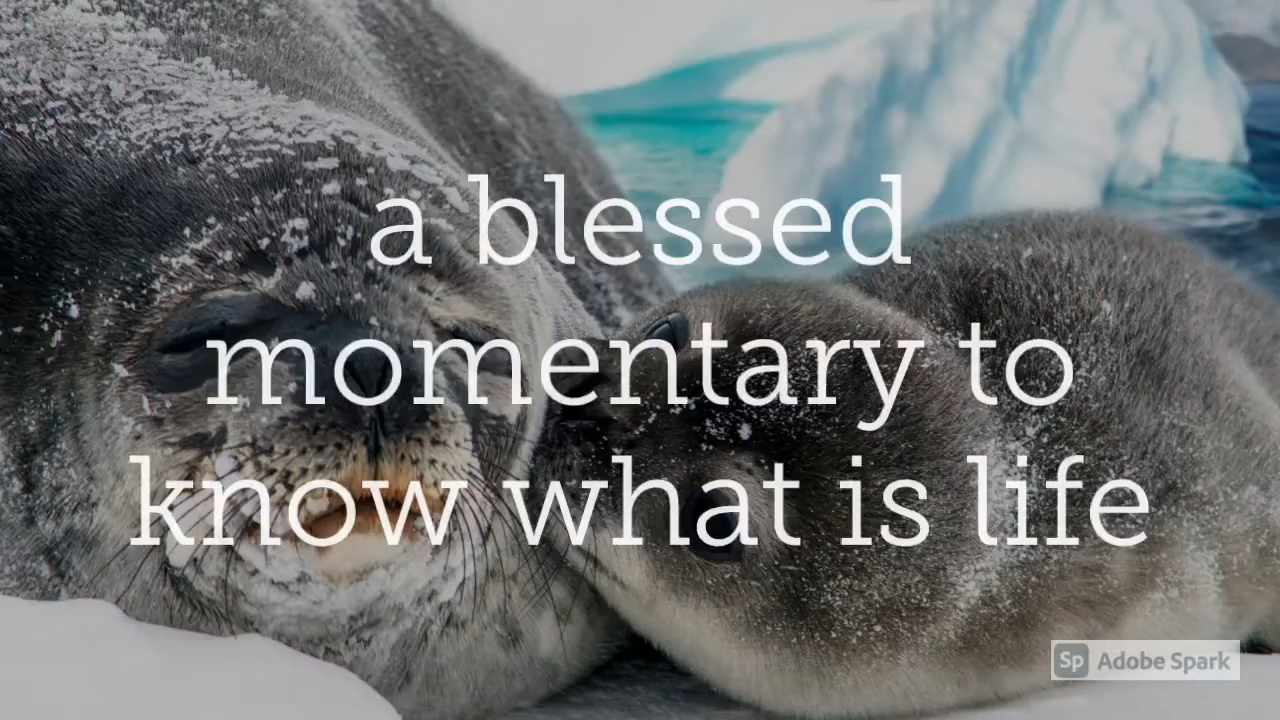 a blessed
momentary to
know what is life
Sp Adobe Spark